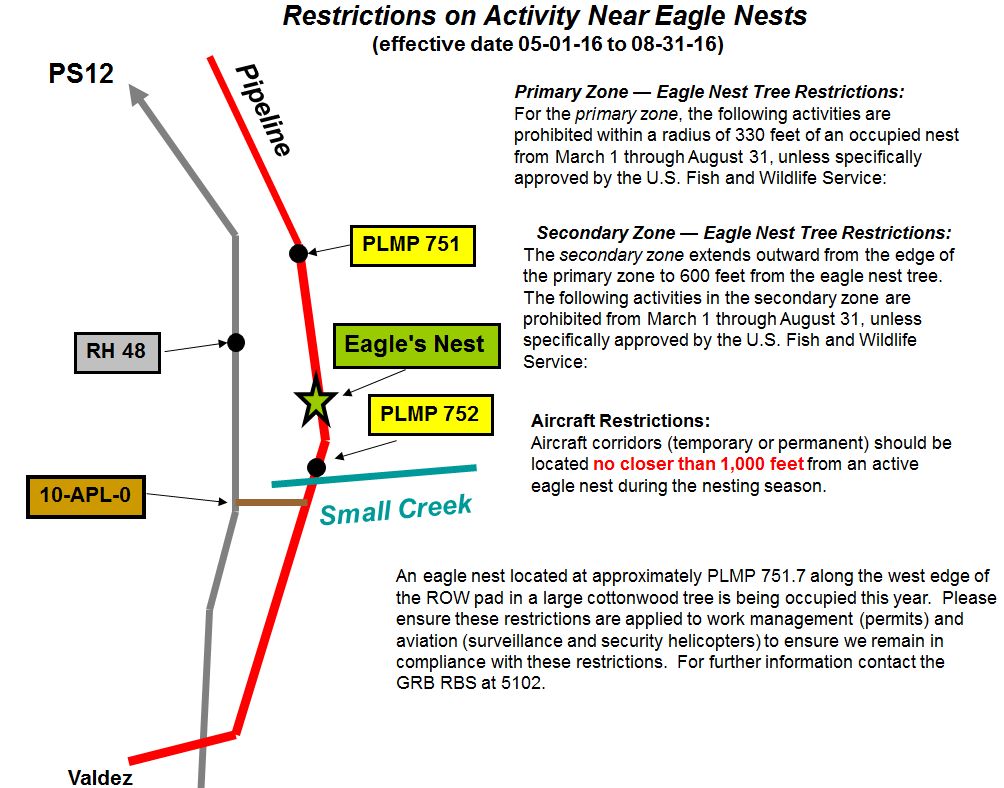 Restrictions on Activity Near Eagle Nests
(effective date 05-01-16 to 08-31-16)
PS12
Pipeline
Primary Zone — Eagle Nest Tree Restrictions:
For the primary zone, the following activities are
prohibited within a radius of 330 feet of an occupied nest
from March 1 through August 31, unless specifically
approved by the U.S. Fish and Wildlife Service:
Secondary Zone — Eagle Nest Tree Restrictions:
The secondary zone extends outward from the edge of
the primary zone to 600 feet from the eagle nest tree.
The following activities in the secondary zone are
prohibited from March 1 through August 31, unless
specifically approved by the U.S. Fish and Wildlife
Service:
PLMP 751
RH 48
Eagle's Nest
PLMP 752
Aircraft Restrictions:
Aircraft corridors (temporary or permanent) should be
located no closer than 1,000 feet from an active
eagle nest during the nesting season.
10-APL-0
Small Creek
An eagle nest located at approximately PLMP 751.7 along the west edge of
the ROW pad in a large cottonwood tree is being occupied this year.  Please
ensure these restrictions are applied to work management (permits) and
aviation (surveillance and security helicopters) to ensure we remain in
compliance with these restrictions.  For further information contact the
GRB RBS at 5102.
Valdez